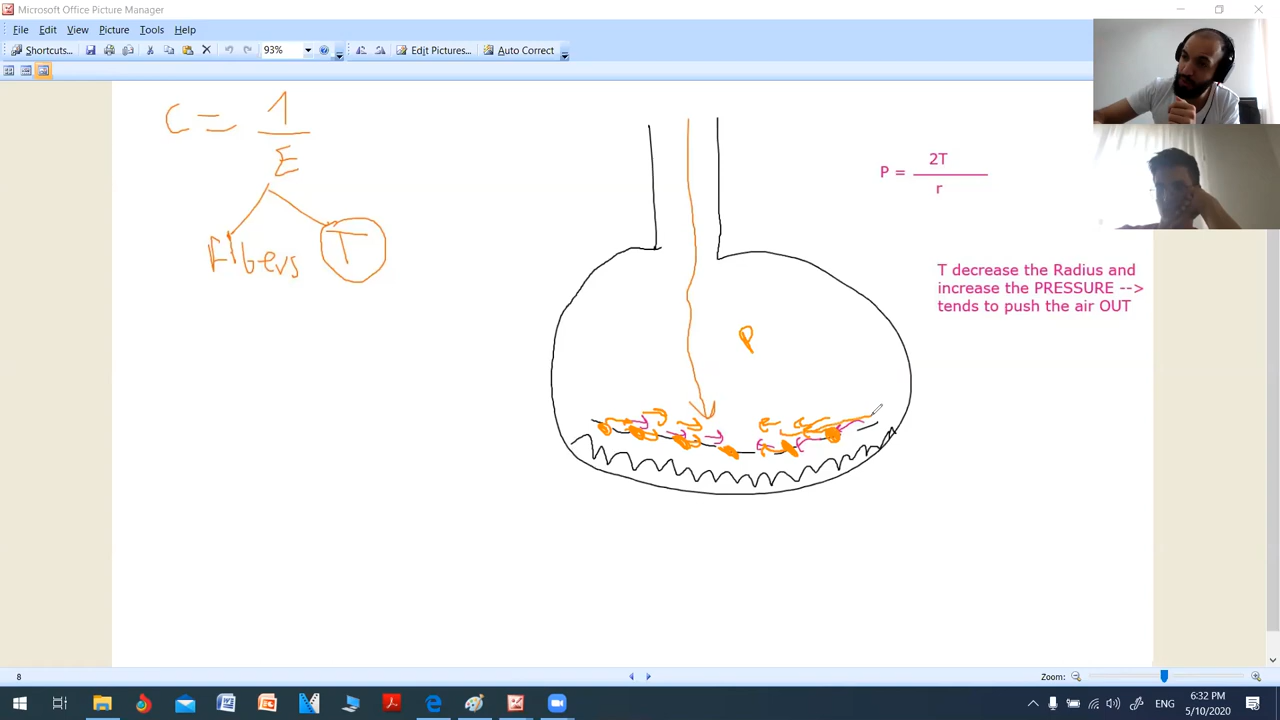 Microsoft Office Picture Manager
File Edit View Picture Tools Help
Shortcuts... 93% Edit Pictures... Auto Correct
C = 1
E
Fibers T
P = 2T
r
T decrease the Radius and
increase the PRESSURE -->
tends to push the air OUT
P
8 Zoom:
ENG 6:32 PM
5/10/2020